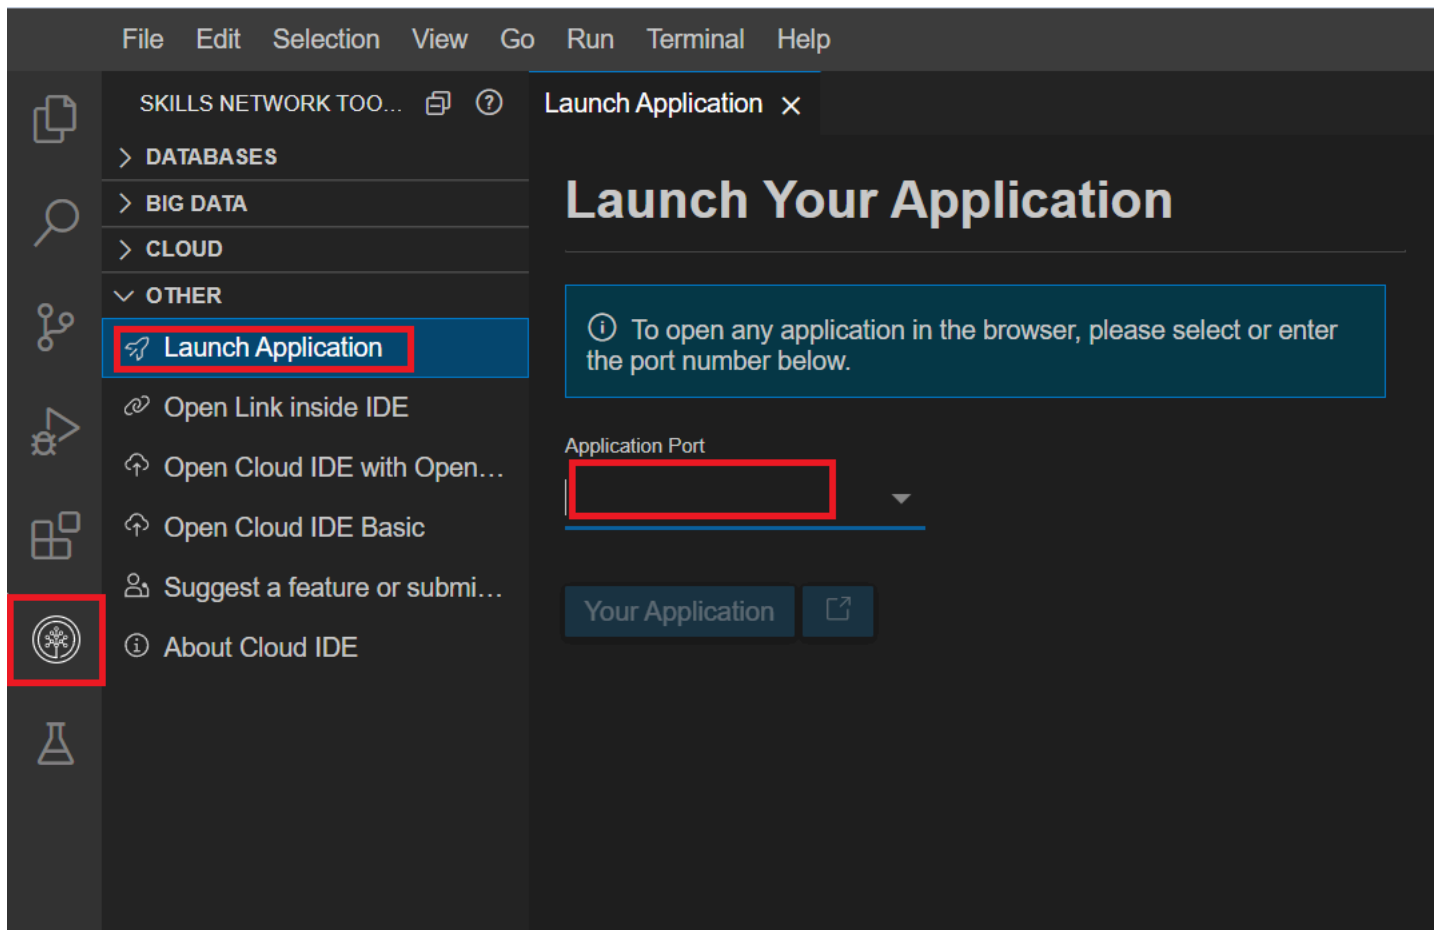 File Edit Selection View Go Run Terminal Help
SKILLS NETWORK TOO...
Launch Application
DATABASES
BIG DATA
CLOUD
OTHER
Launch Application
Open Link inside IDE
Open Cloud IDE with Open...
Open Cloud IDE Basic
Suggest a feature or submi...
About Cloud IDE
Launch Your Application
To open any application in the browser, please select or enter
the port number below.
Application Port
Your Application